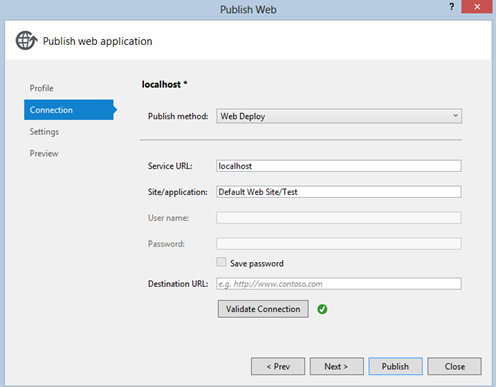 Publish Web
? ×
Publish web application
Profile
Connection
Settings
Preview
localhost *
Publish method: Web Deploy
Service URL: localhost
Site/application: Default Web Site/Test
User name:
Password:
Save password
Destination URL: e.g. http://www.contoso.com
Validate Connection
< Prev Next > Publish Close